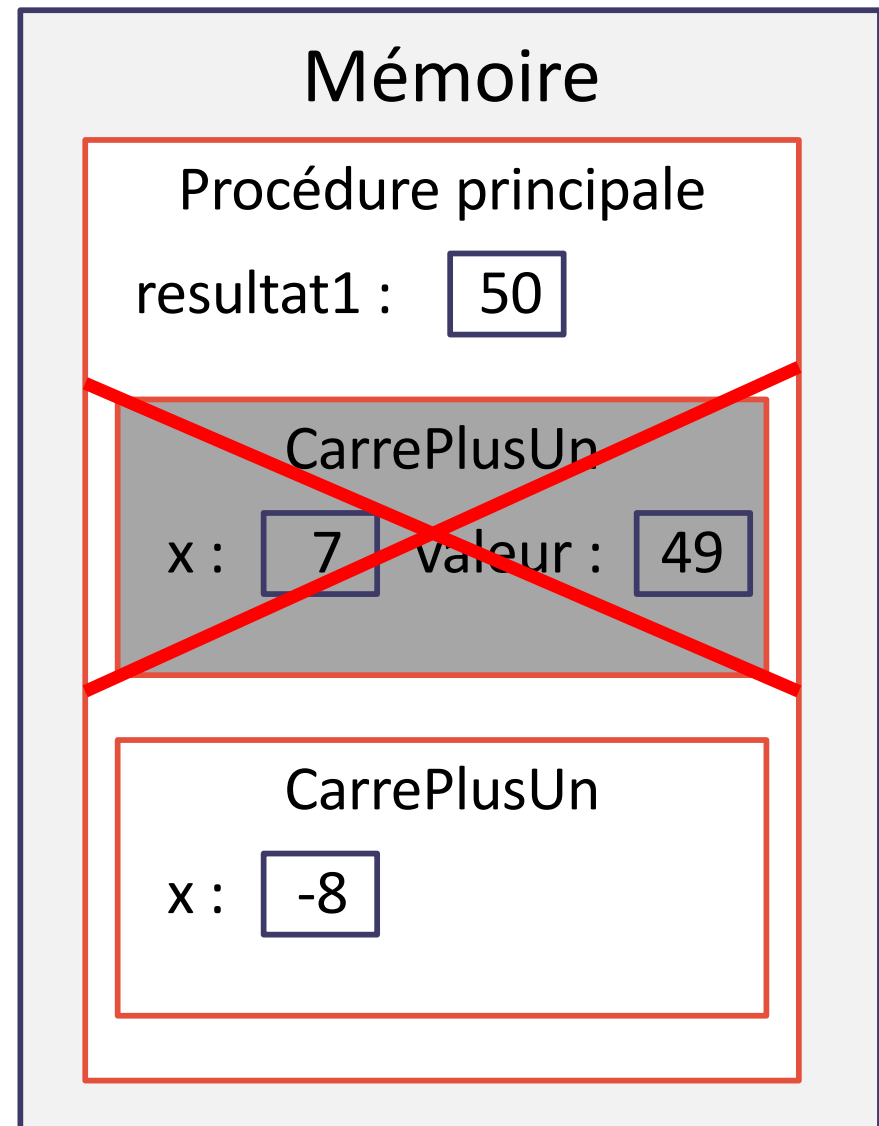 Mémoire
Procédure principale
resultat1 : 50
CarrePlusUn
x : 7 valeur : 49
CarrePlusUn
x : -8